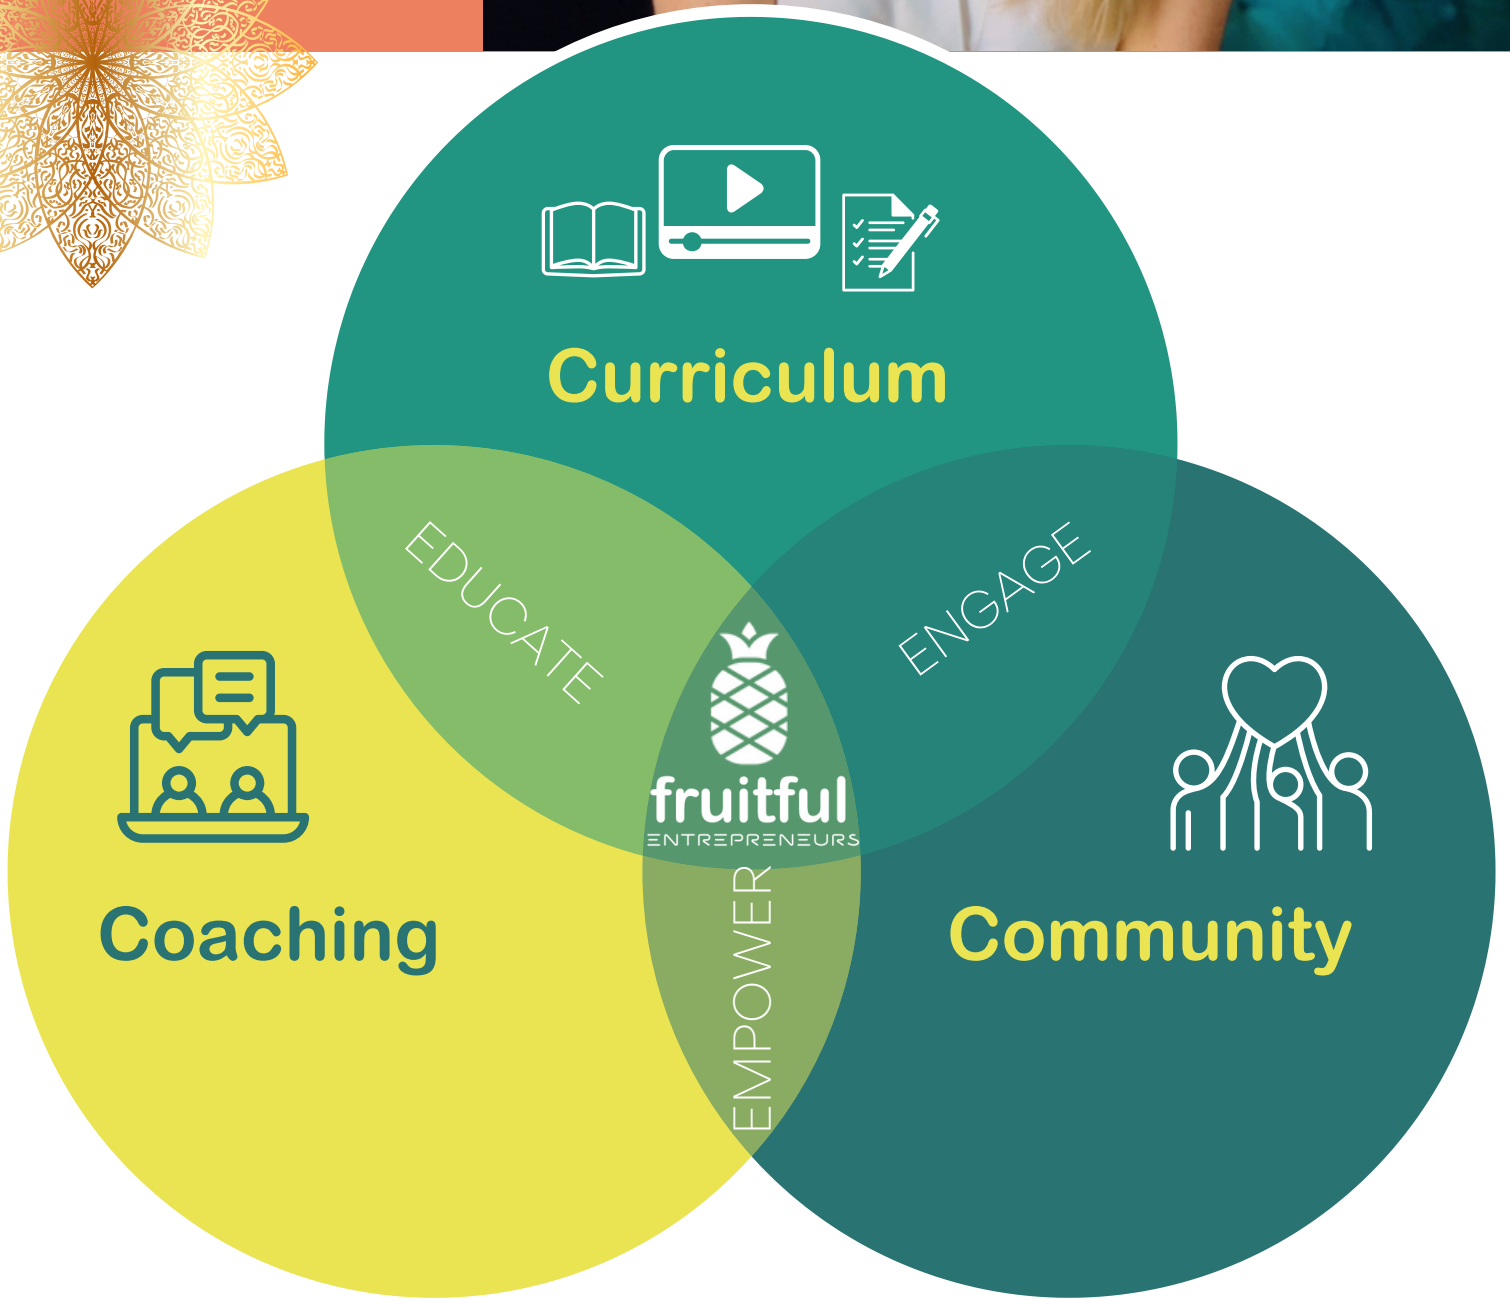 Curriculum
EDUCATE
ENGAGE
fruitful
ENTREPRENEURS
Coaching
Community
EMPOWER